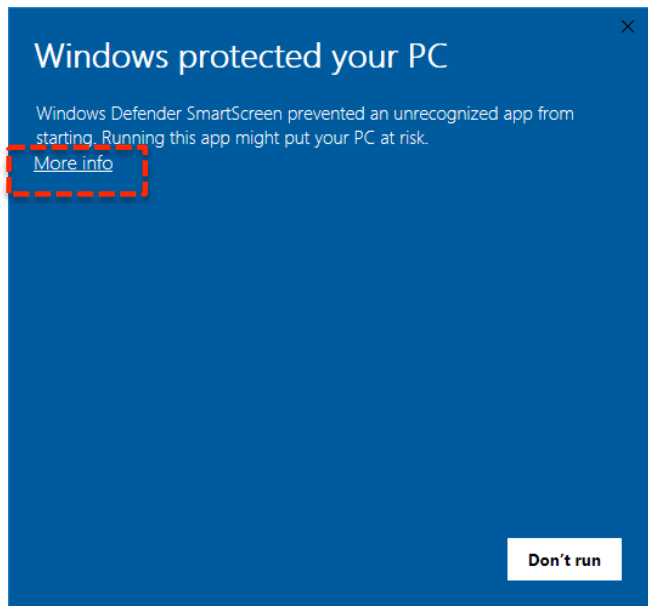 Windows protected your PC
Windows Defender SmartScreen prevented an unrecognized app from
starting. Running this app might put your PC at risk.
More info
Don't run